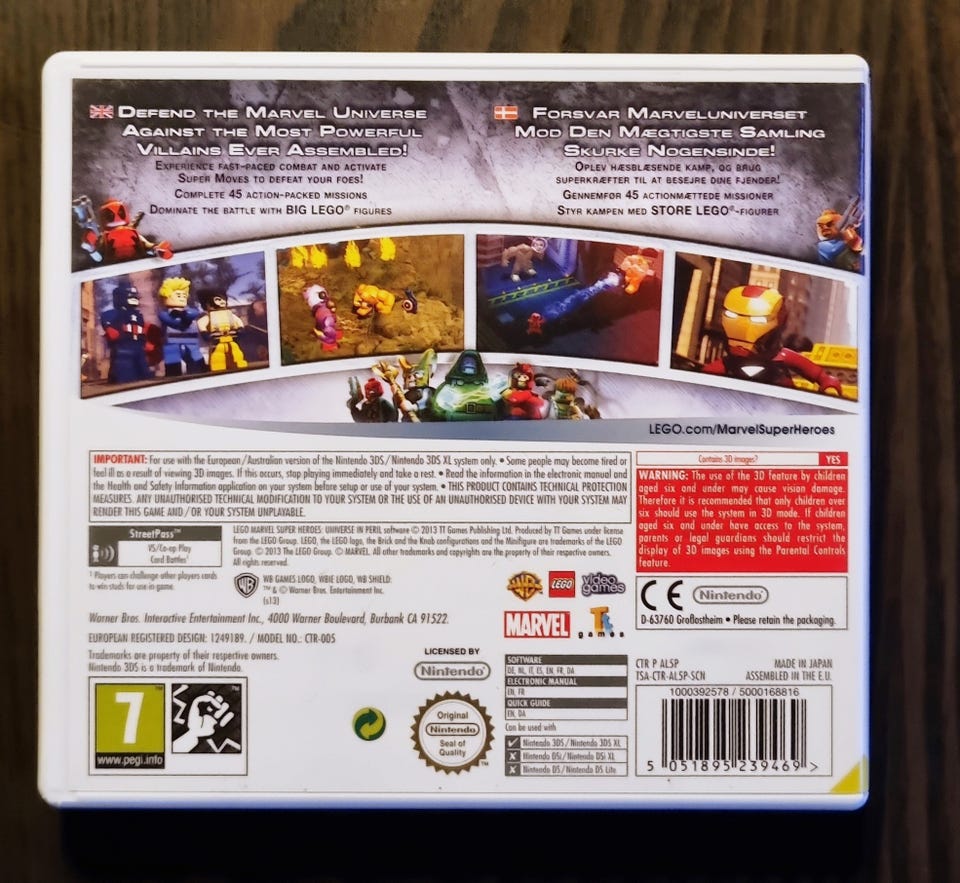 DEFEND THE MARVEL UNIVERSE
AGAINST THE MOST POWERFUL
VILLAINS EVER ASSEMBLED!
EXPERIENCE FAST-PACED COMBAT AND ACTIVATE
SUPER MOVES TO DEFEAT YOUR FOES!
COMPLETE 45 ACTION-PACKED MISSIONS
DOMINATE THE BATTLE WITH BIG LEGO® FIGURES
FORSVAR MARVELUNIVERSET
MOD DEN MÆGTIGSTE SAMLING
SKURKE NOGENSINDE!
OPLEV HÆSBLÆSENDE KAMP, OG BRUG
SUPERKRÆFTER TIL AT BESEJRE DINE FJENDER!
GENNEMFØR 45 ACTIONMÆTTEDE MISSIONER
STYR KAMPEN MED STORE LEGO®-FIGURER
LEGO.com/MarvelSuperHeroes
IMPORTANT: For use with the European/Australian version of the Nintendo 3DS/Nintendo 3DS XL system only. • Some people may become tired or
feel ill as a result of viewing 3D images. If this occurs, stop playing immediately and take a rest. • Read the information in the electronic manual and
the Health and Safety Information application on your system before setup or use of your system. • THIS PRODUCT CONTAINS TECHNICAL PROTECTION
MEASURES. ANY UNAUTHORISED TECHNICAL MODIFICATION TO YOUR SYSTEM OR THE USE OF AN UNAUTHORISED DEVICE WITH YOUR SYSTEM MAY
RENDER THIS GAME AND/OR YOUR SYSTEM UNPLAYABLE.
Contains 3D images? YES
WARNING: The use of the 3D feature by children
aged six and under may cause vision damage.
Therefore it is recommended that only children over
six should use the system in 3D mode. If children
aged six and under have access to the system,
parents or legal guardians should restrict the
display of 3D images using the Parental Controls
feature.
StreetPass™
VS/Co-op Play
Card Battles¹
¹ Players can challenge other players cards
to win studs for use in game.
LEGO MARVEL SUPER HEROES: UNIVERSE IN PERIL software © 2013 TT Games Publishing Ltd. Produced by TT Games under license
from the LEGO Group. LEGO, the LEGO logo, the Brick and the Knob configurations and the Minifigure are trademarks of the LEGO
Group. © 2013 The LEGO Group. © MARVEL. All other trademarks and copyrights are the property of their respective owners.
All rights reserved.
WB
WB GAMES LOGO, WBIE LOGO, WB SHIELD:
™ & © Warner Bros. Entertainment Inc.
(s13)
WB GAMES
LEGO
video
games
MARVEL
Tt
games
CE
Nintendo
D-63760 Großostheim • Please retain the packaging.
Warner Bros. Interactive Entertainment Inc., 4000 Warner Boulevard, Burbank CA 91522.
EUROPEAN REGISTERED DESIGN: 1249189. / MODEL NO.: CTR-005
Trademarks are property of their respective owners.
Nintendo 3DS is a trademark of Nintendo.
7
www.pegi.info
LICENSED BY
Nintendo
Original
Nintendo
Seal of
Quality
SOFTWARE
DE, NL, IT, ES, EN, FR, DA
ELECTRONIC MANUAL
EN, FR
QUICK GUIDE
EN, DA
Can be used with
Nintendo 3DS/Nintendo 3DS XL
Nintendo DSi/Nintendo DSi XL
Nintendo DS/Nintendo DS Lite
CTR P ALSP MADE IN JAPAN
TSA-CTR-ALSP-SCN ASSEMBLED IN THE E.U.
1000392578 / 5000168816
5 051895 239469 >